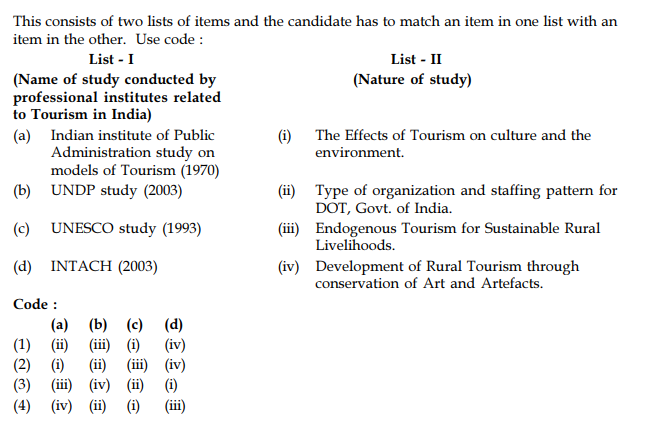 This consists of two lists of items and the candidate has to match an item in one list with an
item in the other. Use code :
List - I List - II
(Name of study conducted by (Nature of study)
professional institutes related
to Tourism in India)
(a) Indian institute of Public (i) The Effects of Tourism on culture and the
Administration study on environment.
models of Tourism (1970)
(b) UNDP study (2003) (ii) Type of organization and staffing pattern for
DOT, Govt. of India.
(c) UNESCO study (1993) (iii) Endogenous Tourism for Sustainable Rural
Livelihoods.
(d) INTACH (2003) (iv) Development of Rural Tourism through
conservation of Art and Artefacts.
Code :
(a) (b) (c) (d)
(1) (ii) (iii) (i) (iv)
(2) (i) (ii) (iii) (iv)
(3) (iii) (iv) (ii) (i)
(4) (iv) (ii) (i) (iii)